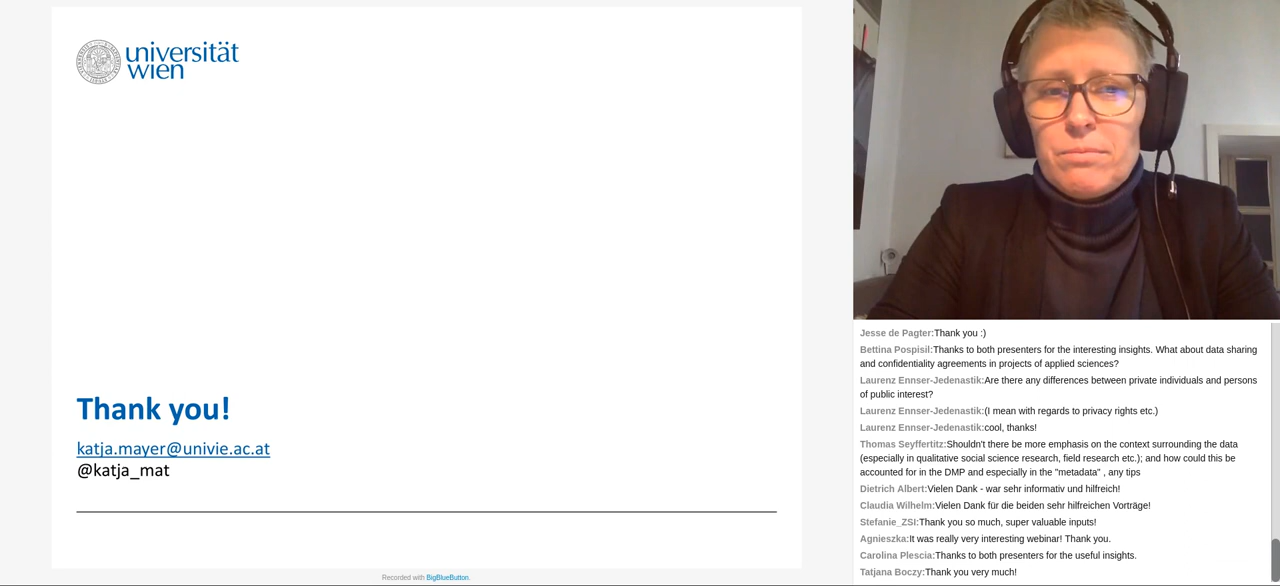 universität
wien
Thank you!
katja.mayer@univie.ac.at
@katja_mat
Recorded with BigBlueButton.
Jesse de Pagter:Thank you :)
Bettina Pospisil:Thanks to both presenters for the interesting insights. What about data sharing
and confidentiality agreements in projects of applied sciences?
Laurenz Ennser-Jedenastik:Are there any differences between private individuals and persons
of public interest?
Laurenz Ennser-Jedenastik:(I mean with regards to privacy rights etc.)
Laurenz Ennser-Jedenastik:cool, thanks!
Thomas Seyffertitz:Shouldn't there be more emphasis on the context surrounding the data
(especially in qualitative social science research, field research etc.); and how could this be
accounted for in the DMP and especially in the "metadata" , any tips
Dietrich Albert:Vielen Dank - war sehr informativ und hilfreich!
Claudia Wilhelm:Vielen Dank für die beiden sehr hilfreichen Vorträge!
Stefanie_ZSI:Thank you so much, super valuable inputs!
Agnieszka:It was really very interesting webinar! Thank you.
Carolina Plescia:Thanks to both presenters for the useful insights.
Tatjana Boczy:Thank you very much!